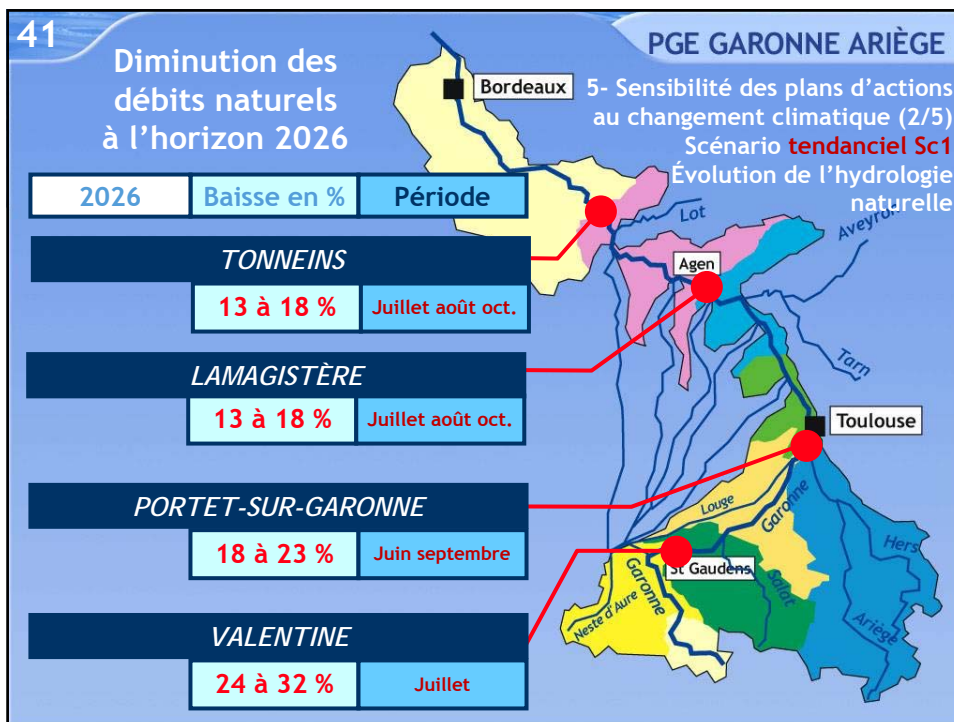 41
PGE GARONNE ARIÈGE
Diminution des
débits naturels
à l'horizon 2026
5- Sensibilité des plans d'actions
au changement climatique (2/5)
Scénario tendanciel Sc1
Évolution de l'hydrologie
naturelle
2026 Baisse en % Période
TONNEINS
13 à 18 % Juillet août oct.
LAMAGISTÈRE
13 à 18 % Juillet août oct.
PORTET-SUR-GARONNE
18 à 23 % Juin septembre
VALENTINE
24 à 32 % Juillet
Bordeaux
Lot
Aveyron
Agen
Tarn
Toulouse
Louge
Garonne
Hers
St Gaudens
Salat
Garonne
Neste d'Aure
Ariège